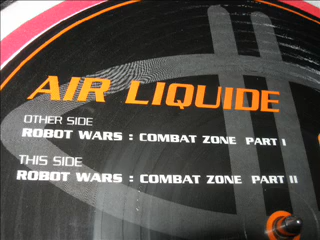 AIR LIQUIDE
OTHER SIDE
ROBOT WARS : COMBAT ZONE PART I
THIS SIDE
ROBOT WARS : COMBAT ZONE PART II